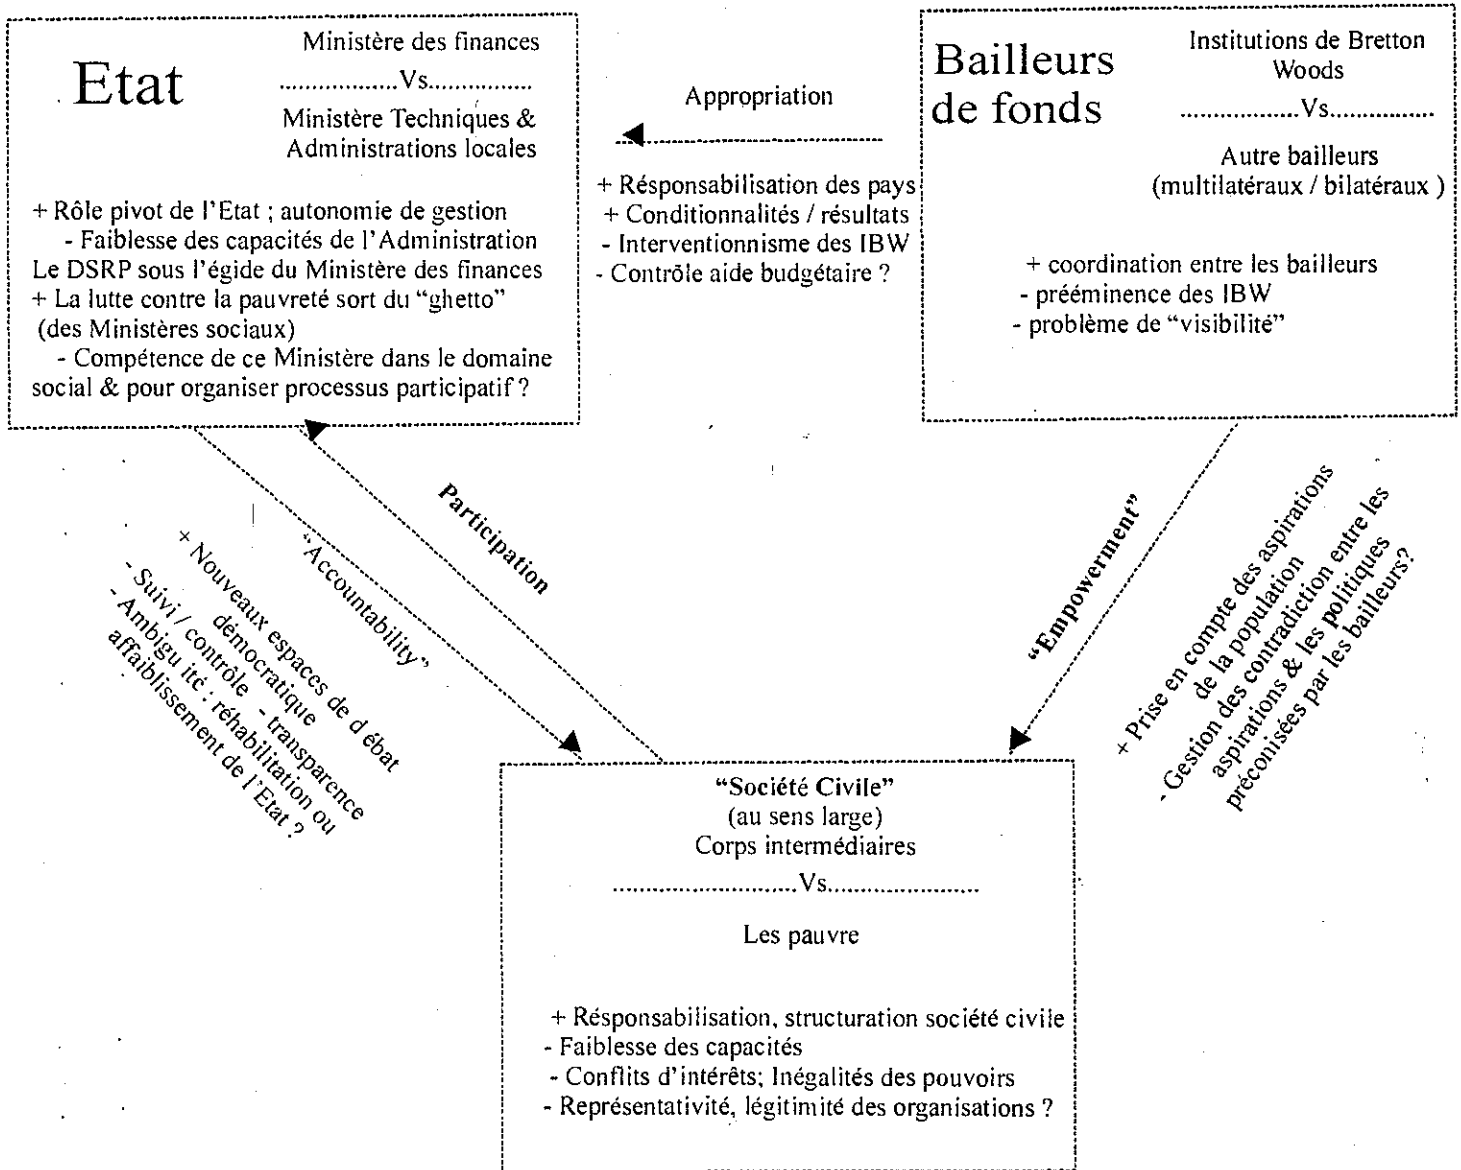 Etat
Ministère des finances
..................Vs................
Ministère Techniques &
Administrations locales
+ Rôle pivot de l'Etat ; autonomie de gestion
- Faiblesse des capacités de l'Administration
Le DSRP sous l'égide du Ministère des finances
+ La lutte contre la pauvreté sort du “ghetto”
(des Ministères sociaux)
- Compétence de ce Ministère dans le domaine
social & pour organiser processus participatif ?
Appropriation
+ Résponsabilisation des pays
+ Conditionnalités / résultats
- Interventionnisme des IBW
- Contrôle aide budgétaire ?
Bailleurs
de fonds
Institutions de Bretton
Woods
..................Vs................
Autre bailleurs
(multilatéraux / bilatéraux )
+ coordination entre les bailleurs
- prééminence des IBW
- problème de “visibilité”
Participation
“Accountability”
+ Nouveaux espaces de d ébat
démocratique
- Suivi / contrôle - transparence
- Ambigu ité : réhabilitation ou
affaiblissement de l'Etat ?
“Empowerment”
+ Prise en compte des aspirations
de la population
- Gestion des contradiction entre les
aspirations & les politiques
préconisées par les bailleurs?
“Société Civile”
(au sens large)
Corps intermédiaires
............................Vs.......................
Les pauvre
+ Résponsabilisation, structuration société civile
- Faiblesse des capacités
- Conflits d'intérêts; Inégalités des pouvoirs
- Représentativité, légitimité des organisations ?